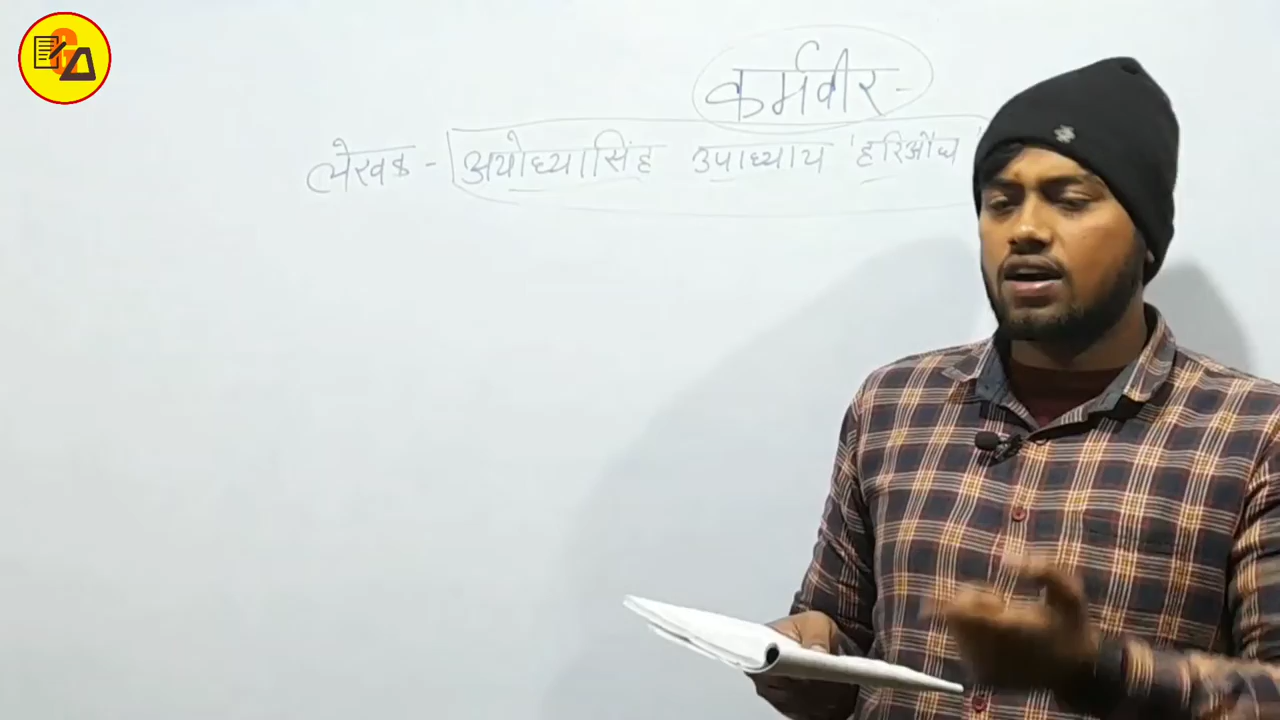 कर्मवीर -
लेखक - अयोध्यासिंह उपाध्याय 'हरिऔध'